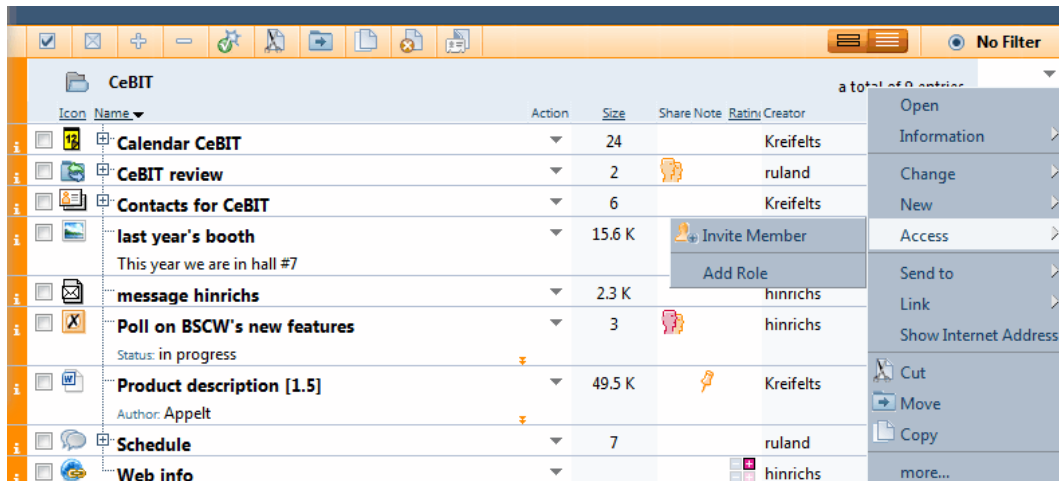 No Filter
CeBIT
a total of 9 entries
Icon Name Action Size Share Note Rating Creator
Calendar CeBIT 24 Kreifelts
CeBIT review 2 ruland
Contacts for CeBIT 6 Kreifelts
last year's booth 15.6 K
This year we are in hall #7
message hinrichs 2.3 K hinrichs
Poll on BSCW's new features 3 hinrichs
Status: in progress
Product description [1.5] 49.5 K Kreifelts
Author: Appelt
Schedule 7 ruland
Web info hinrichs
Invite Member
Add Role
Open
Information
Change
New
Access
Send to
Link
Show Internet Address
Cut
Move
Copy
more...